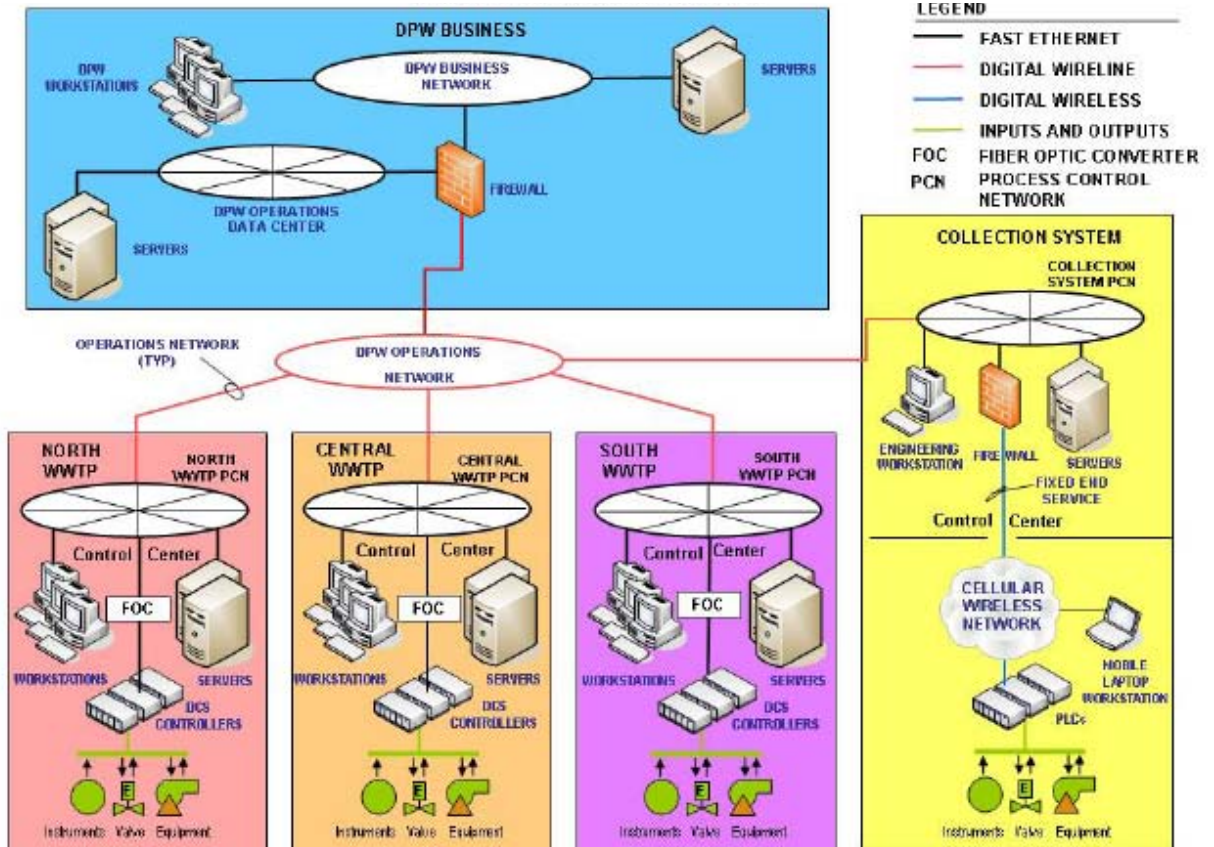 LEGEND
FAST ETHERNET
DIGITAL WIRELINE
DIGITAL WIRELESS
INPUTS AND OUTPUTS
FOC FIBER OPTIC CONVERTER
PCN PROCESS CONTROL
NETWORK
DPW BUSINESS
DPW
WORKSTATIONS
DPW BUSINESS
NETWORK
SERVERS
FIREWALL
DPW OPERATIONS
DATA CENTER
SERVERS
OPERATIONS NETWORK
(TYP)
DPW OPERATIONS
NETWORK
COLLECTION SYSTEM
COLLECTION
SYSTEM PCN
ENGINEERING
WORKSTATION
FIREWALL
SERVERS
FIXED END
SERVICE
Control Center
CELLULAR
WIRELESS
NETWORK
MOBILE
LAPTOP
WORKSTATION
PLCs
Instruments Valve Equipment
NORTH
WWTP
NORTH
WWTP PCN
Control Center
FOC
WORKSTATIONS
SERVERS
DCS
CONTROLLERS
E
Instruments Valve Equipment
CENTRAL
WWTP
CENTRAL
WWTP PCN
Control Center
FOC
WORKSTATIONS
SERVERS
DCS
CONTROLLERS
E
Instruments Valve Equipment
SOUTH
WWTP
SOUTH
WWTP PCN
Control Center
FOC
WORKSTATIONS
SERVERS
DCS
CONTROLLERS
E
Instruments Valve Equipment
E